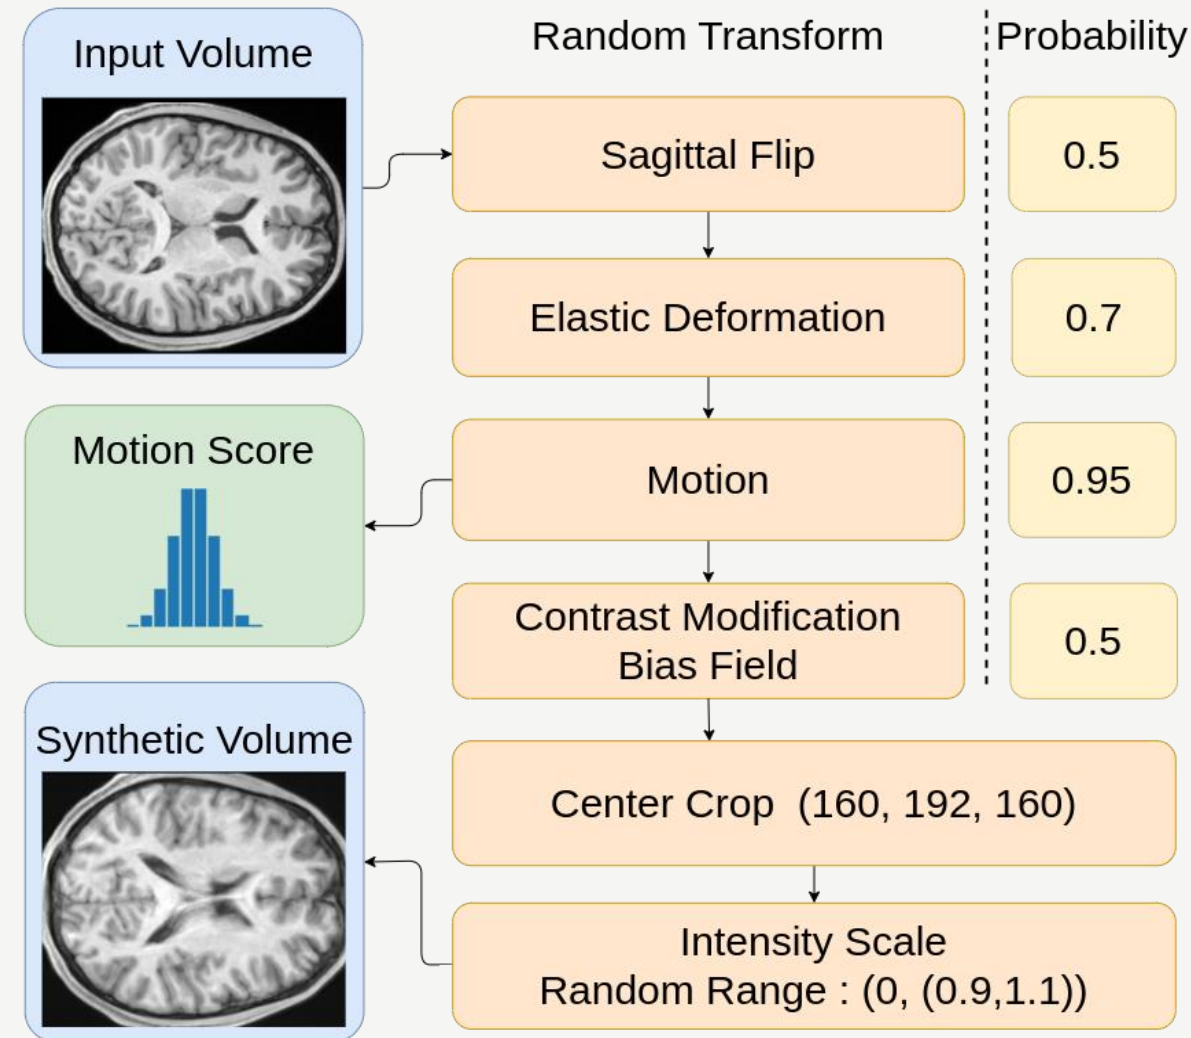 Input Volume
Random Transform
Probability
Sagittal Flip
0.5
Elastic Deformation
0.7
Motion Score
Motion
0.95
Contrast Modification
Bias Field
0.5
Synthetic Volume
Center Crop (160, 192, 160)
Intensity Scale
Random Range : (0, (0.9,1.1))